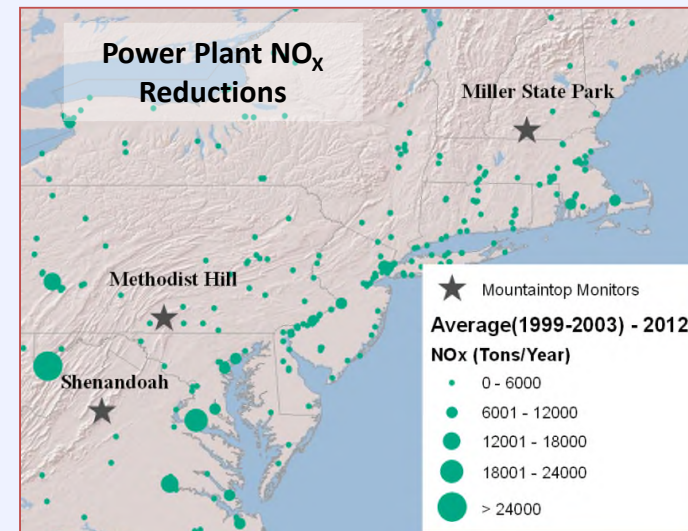 Power Plant NOX
Reductions
Miller State Park
Methodist Hill
Shenandoah
Mountaintop Monitors
Average(1999-2003) - 2012
NOx (Tons/Year)
0 - 6000
6001 - 12000
12001 - 18000
18001 - 24000
> 24000